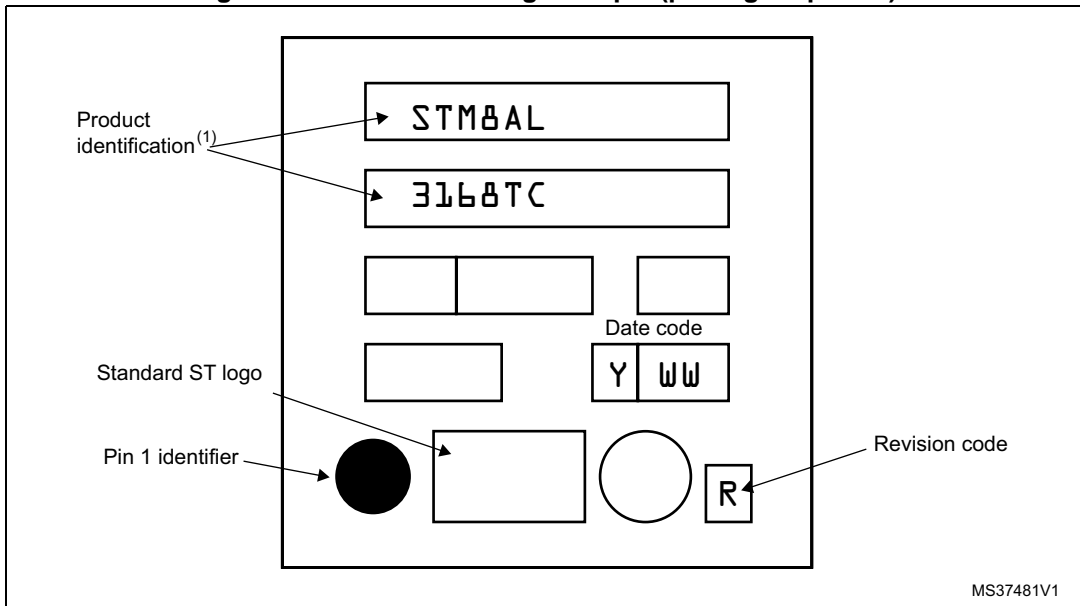 Product
identification(1)
STM8AL
3168TC
Date code
Y WW
Standard ST logo
Pin 1 identifier
Revision code
R
MS37481V1